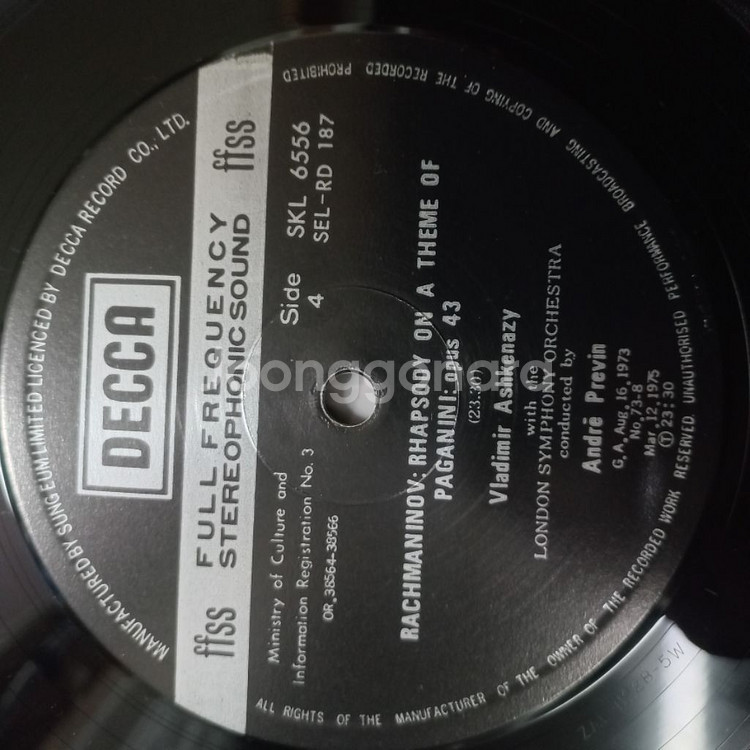 MANUFACTURED BY SUNG EUM LIMITED LICENCED BY DECCA RECORD CO., LTD.
DECCA
ffss FULL FREQUENCY STEREOPHONIC SOUND ffss
Ministry of Culture and
Information Registration No. 3
OR. 38564-38566
Side
4
SKL 6556
SEL-RD 187
RACHMANINOV: RHAPSODY ON A THEME OF
PAGANINI: opus 43
Vladimir Ashkenazy
with the
LONDON SYMPHONY ORCHESTRA
conducted by
André Previn
G.A. Aug. 16, 1973
No. 73-8
Mar. 12, 1975
Ⓣ 23:30
ALL RIGHTS OF THE MANUFACTURER OF THE OWNER OF THE RECORDED WORK RESERVED. UNAUTHORISED PERFORMANCE BROADCASTING AND COPYING OF THE RECORDED PROHIBITED